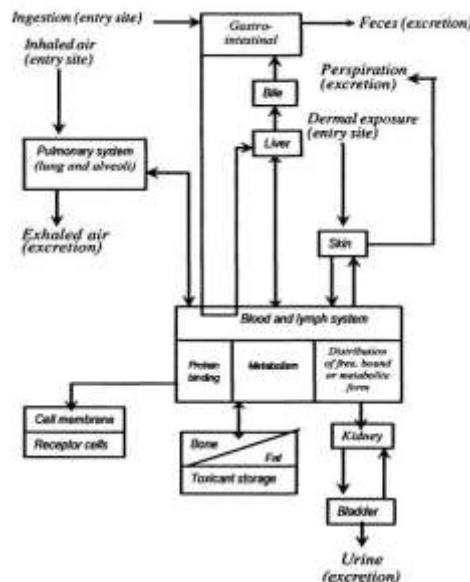 Ingestion (entry site)
Gastro-
intestinal
Feces (excretion)
Inhaled air
(entry site)
Bile
Perspiration
(excretion)
Dermal exposure
(entry site)
Liver
Pulmonary system
(lung and alveoli)
Exhaled air
(excretion)
Skin
Blood and lymph system
Protein
binding
Metabolism
Distribution
of free, bound
or metabolic
form
Cell membrane
Receptor cells
Bone
Fat
Toxicant storage
Kidney
Bladder
Urine
(excretion)